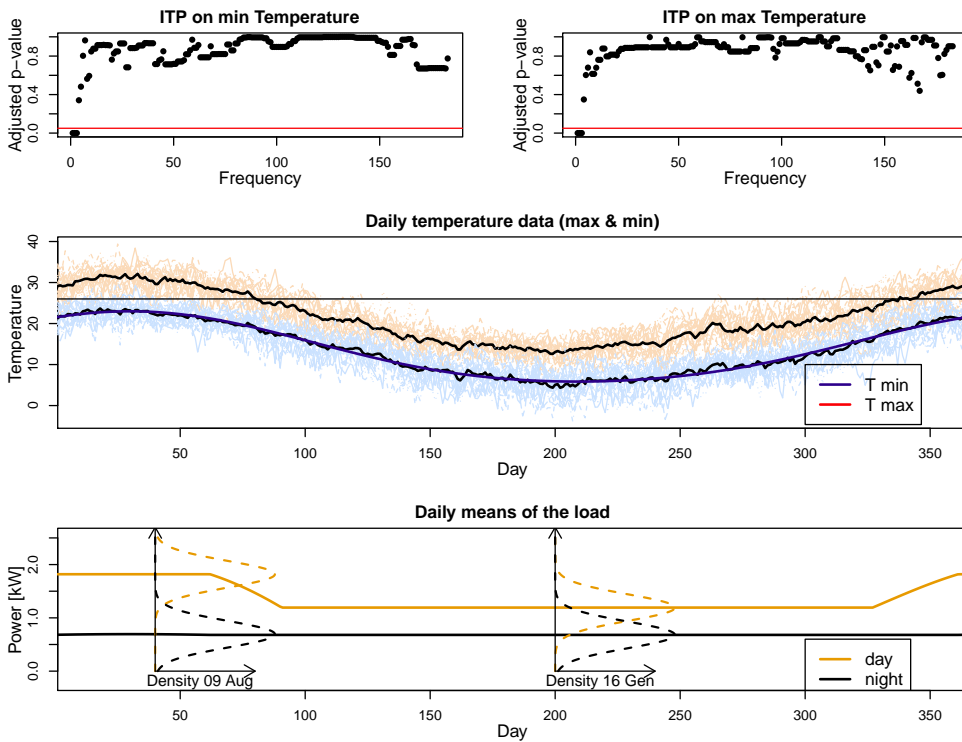 ITP on min Temperature
ITP on max Temperature
Adjusted p−value
0.0 0.4 0.8
0 50 100 150
Frequency
Adjusted p−value
0.0 0.4 0.8
0 50 100 150
Frequency
Daily temperature data (max & min)
Temperature
0 10 20 30 40
T min
T max
50 100 150 200 250 300 350
Day
Daily means of the load
Power [kW]
0.0 1.0 2.0
Density 09 Aug
Density 16 Gen
day
night
50 100 150 200 250 300 350
Day